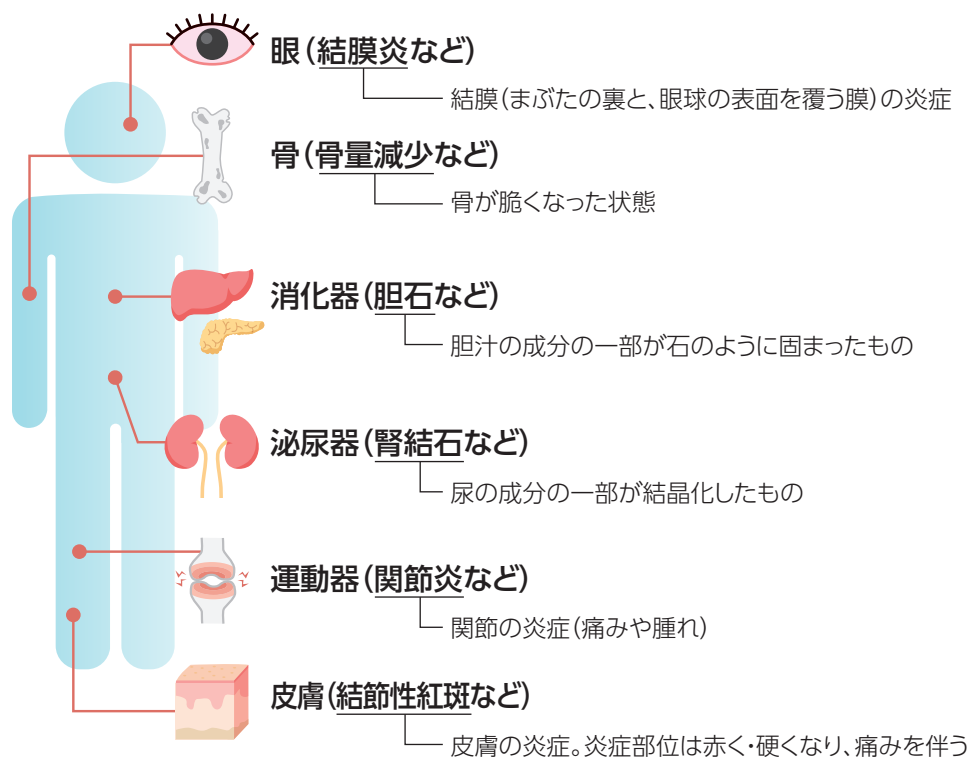 眼（結膜炎など）
結膜（まぶたの裏と、眼球の表面を覆う膜）の炎症
骨（骨量減少など）
骨が脆くなった状態
消化器（胆石など）
胆汁の成分の一部が石のように固まったもの
泌尿器（腎結石など）
尿の成分の一部が結晶化したもの
運動器（関節炎など）
関節の炎症（痛みや腫れ）
皮膚（結節性紅斑など）
皮膚の炎症。炎症部位は赤く・硬くなり、痛みを伴う